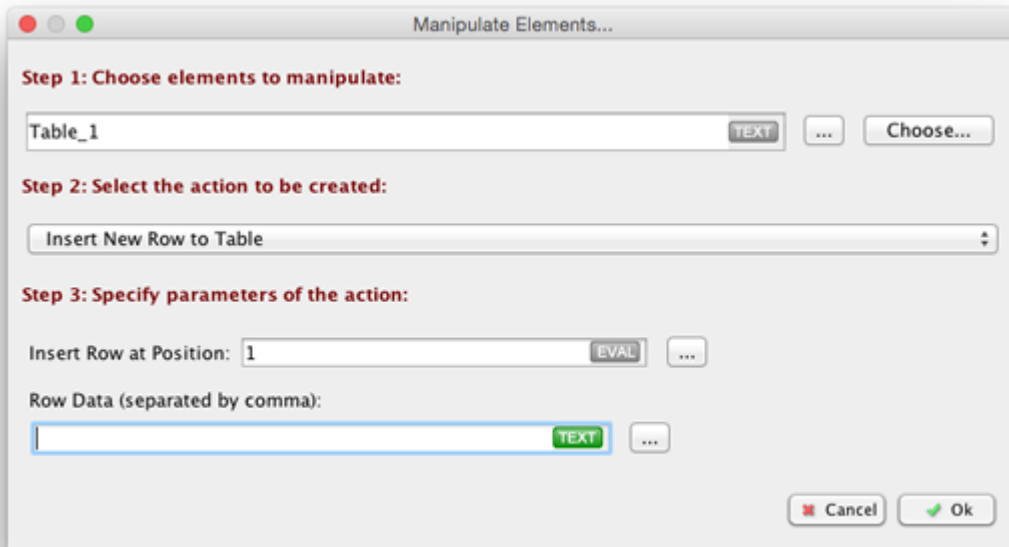 Manipulate Elements...
Step 1: Choose elements to manipulate:
Table_1 TEXT ... Choose...
Step 2: Select the action to be created:
Insert New Row to Table
Step 3: Specify parameters of the action:
Insert Row at Position: 1 EVAL ...
Row Data (separated by comma):
TEXT ...
Cancel Ok